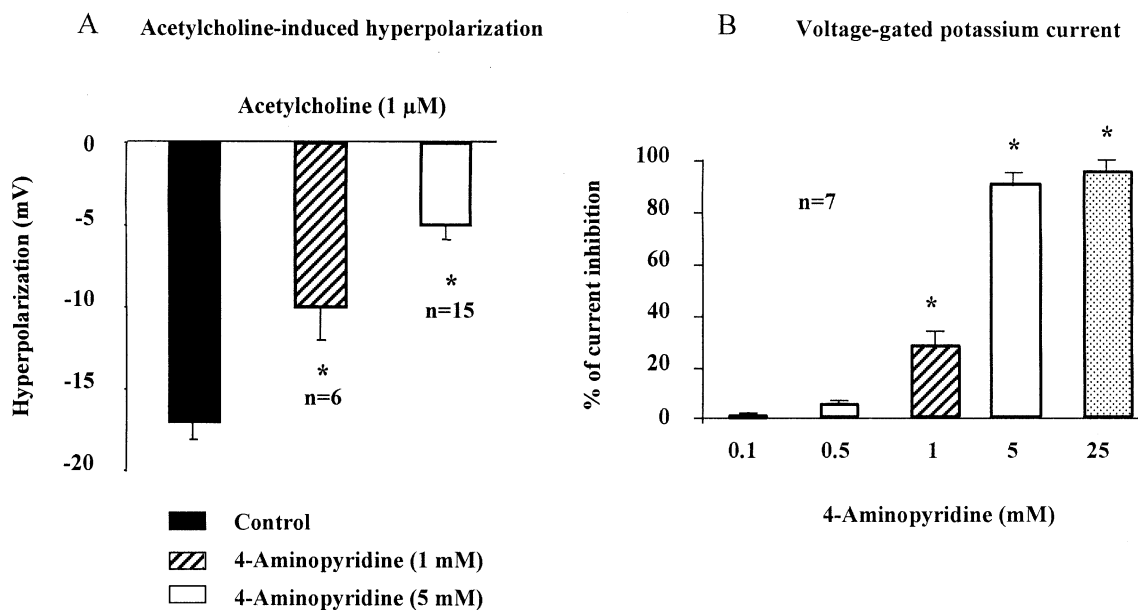 A Acetylcholine-induced hyperpolarization
Acetylcholine (1 μM)
Hyperpolarization (mV)
0
-5
-10
-15
-20
*
n=6
*
n=15
Control
4-Aminopyridine (1 mM)
4-Aminopyridine (5 mM)
B Voltage-gated potassium current
% of current inhibition
100
80
60
40
20
0
n=7
*
*
*
0.1 0.5 1 5 25
4-Aminopyridine (mM)